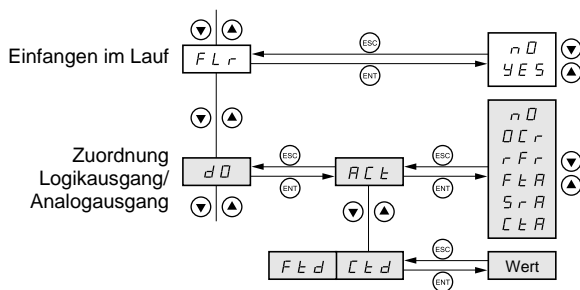 Einfangen im Lauf
FLr
ESC
ENT
nO
YES
Zuordnung
Logikausgang/
Analogausgang
dO
ESC
ENT
ACt
ESC
ENT
nO
OCr
rFr
FtA
SrA
CtA
Ftd Ctd
ESC
ENT
Wert